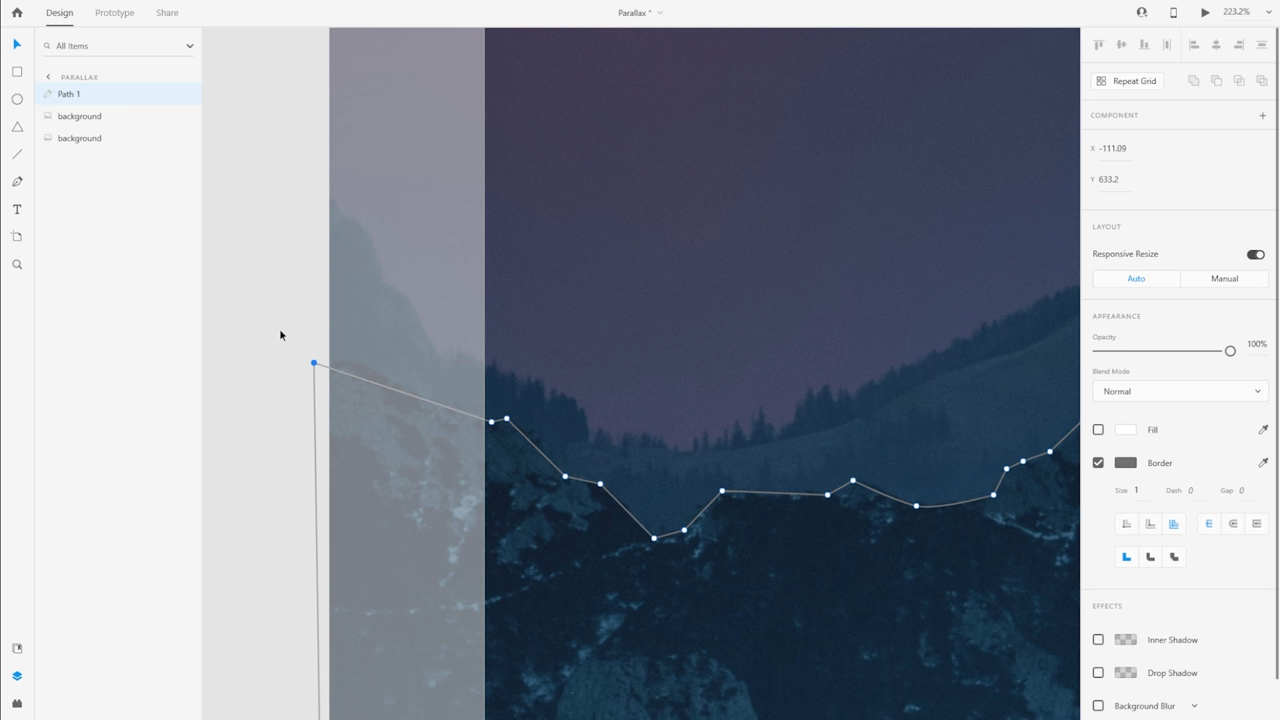 Design Prototype Share Parallax * 223.2%
All Items
PARALLAX
Path 1
background
background
T
Repeat Grid
COMPONENT
X -111.09
Y 633.2
LAYOUT
Responsive Resize
Auto Manual
APPEARANCE
Opacity
100%
Blend Mode
Normal
Fill
Border
Size 1 Dash 0 Gap 0
EFFECTS
Inner Shadow
Drop Shadow
Background Blur